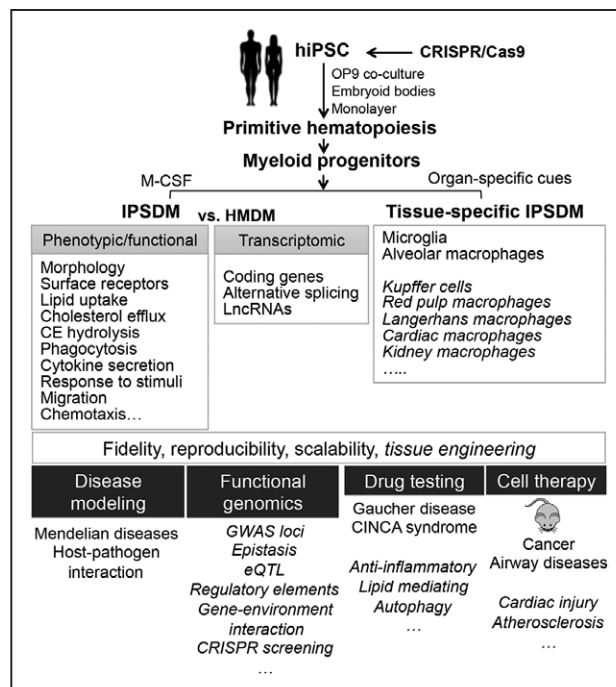 hiPSC
CRISPR/Cas9
OP9 co-culture
Embryoid bodies
Monolayer
Primitive hematopoiesis
Myeloid progenitors
M-CSF
Organ-specific cues
IPSDM
vs. HMDM
Tissue-specific IPSDM
Phenotypic/functional
Morphology
Surface receptors
Lipid uptake
Cholesterol efflux
CE hydrolysis
Phagocytosis
Cytokine secretion
Response to stimuli
Migration
Chemotaxis…
Transcriptomic
Coding genes
Alternative splicing
LncRNAs
Microglia
Alveolar macrophages
Kupffer cells
Red pulp macrophages
Langerhans macrophages
Cardiac macrophages
Kidney macrophages
…..
Fidelity, reproducibility, scalability, tissue engineering
Disease
modeling
Mendelian diseases
Host-pathogen
interaction
Functional
genomics
GWAS loci
Epistasis
eQTL
Regulatory elements
Gene-environment
interaction
CRISPR screening
…
Drug testing
Gaucher disease
CINCA syndrome
Anti-inflammatory
Lipid mediating
Autophagy
…
Cell therapy
Cancer
Airway diseases
Cardiac injury
Atherosclerosis
…